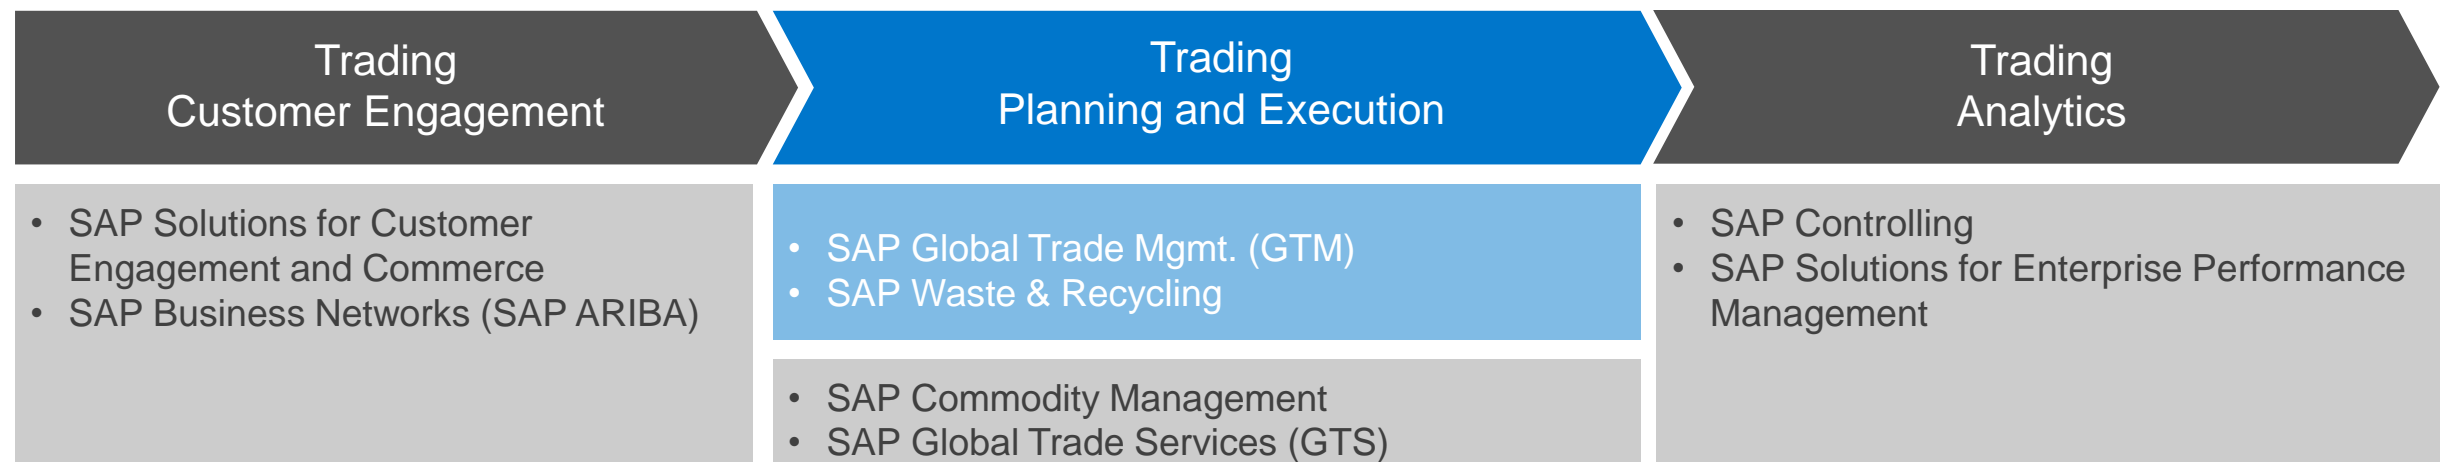 Trading
Customer Engagement
Trading
Planning and Execution
Trading
Analytics
• SAP Solutions for Customer
Engagement and Commerce
• SAP Business Networks (SAP ARIBA)
• SAP Global Trade Mgmt. (GTM)
• SAP Waste & Recycling
• SAP Commodity Management
• SAP Global Trade Services (GTS)
• SAP Controlling
• SAP Solutions for Enterprise Performance
Management